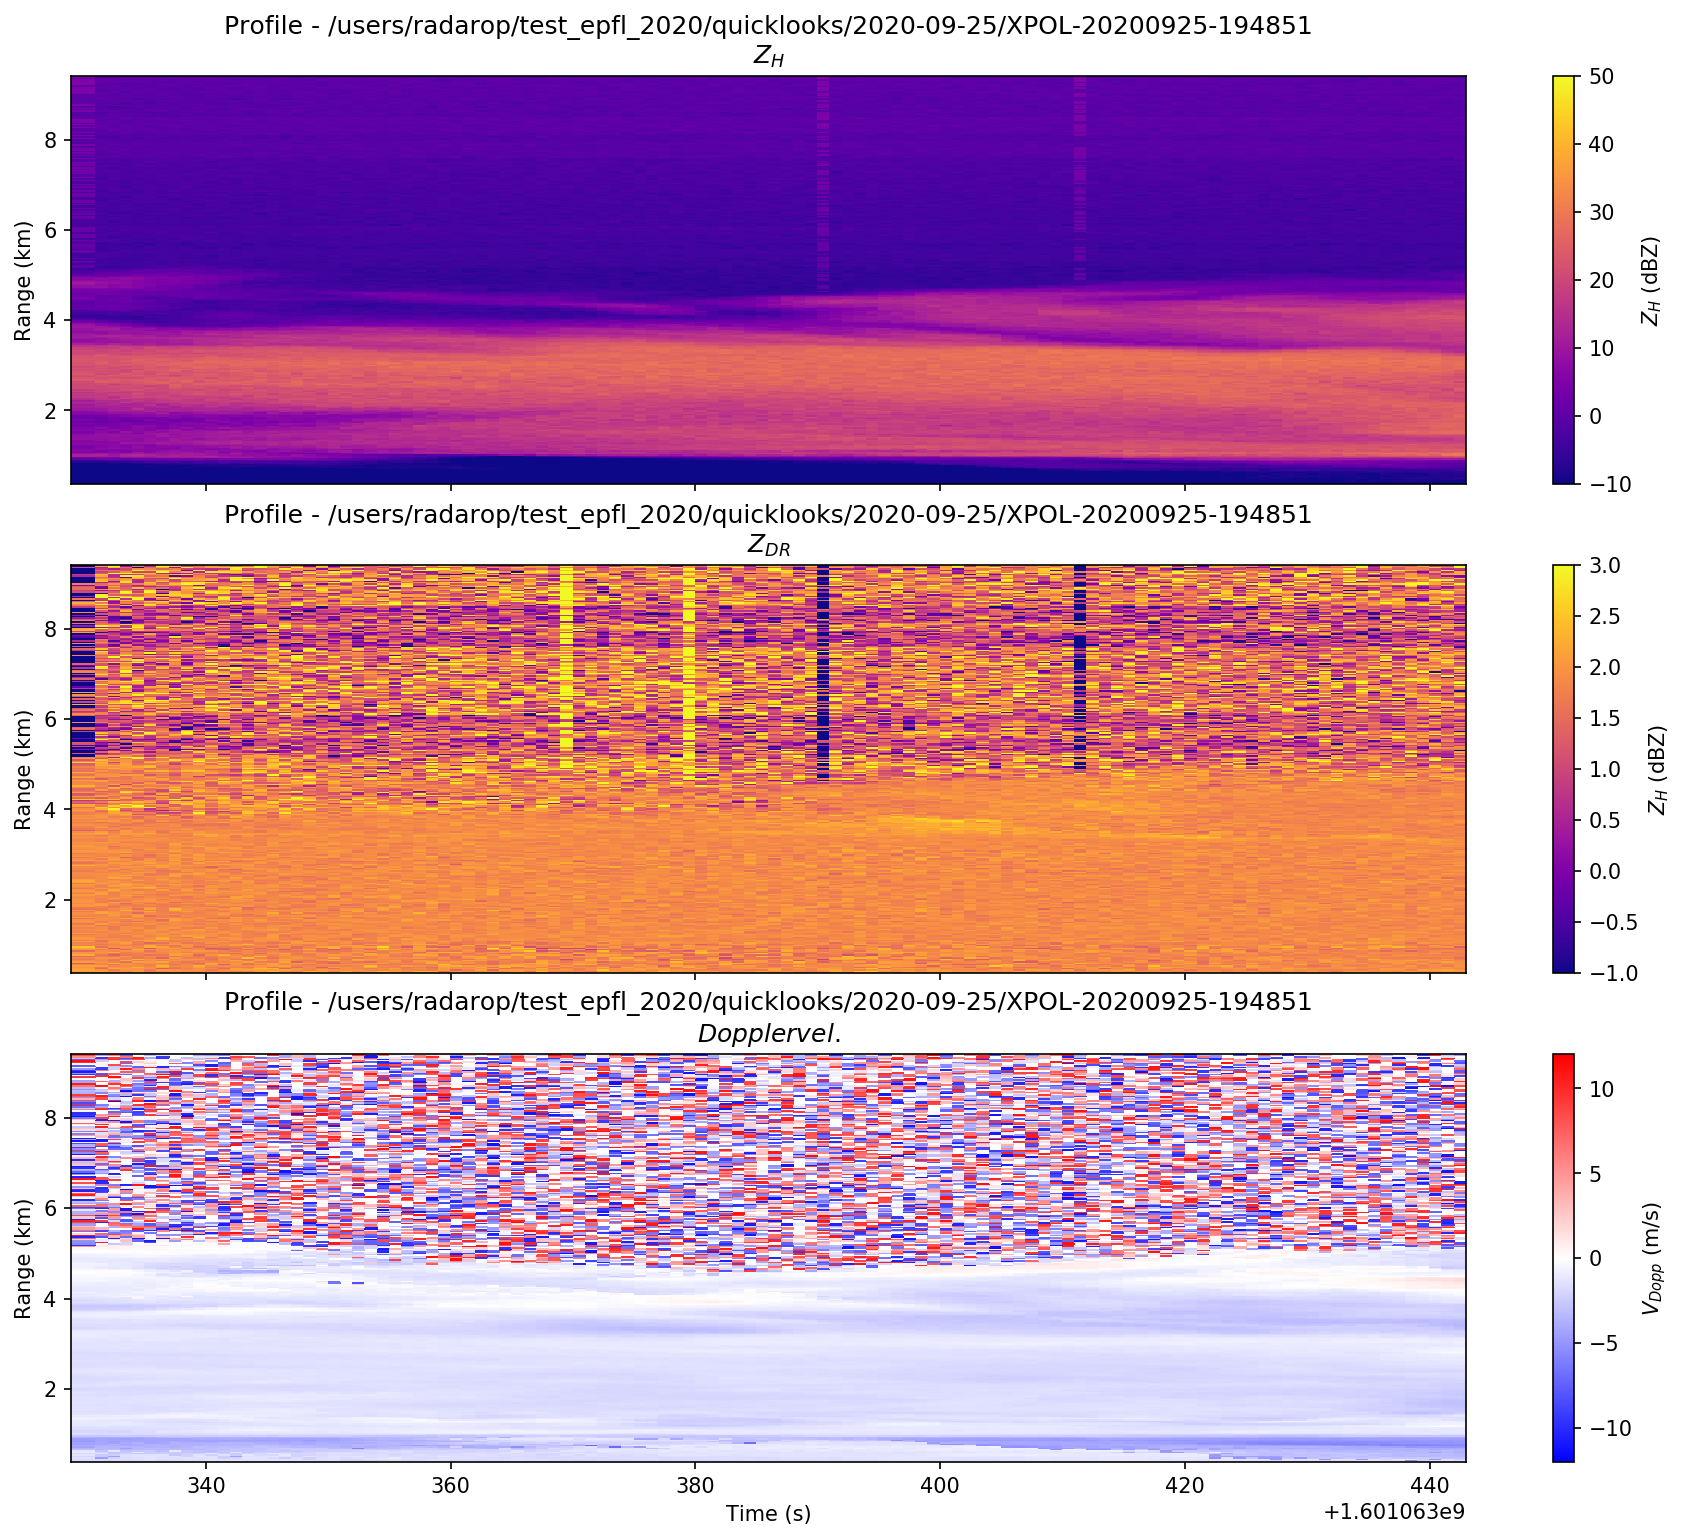 Profile - /users/radarop/test_epfl_2020/quicklooks/2020-09-25/XPOL-20200925-194851
Z_H
8
6
4
2
Range (km)
50
40
30
20
10
0
−10
Z_H (dBZ)
Profile - /users/radarop/test_epfl_2020/quicklooks/2020-09-25/XPOL-20200925-194851
Z_DR
8
6
4
2
Range (km)
3.0
2.5
2.0
1.5
1.0
0.5
0.0
−0.5
−1.0
Z_H (dBZ)
Profile - /users/radarop/test_epfl_2020/quicklooks/2020-09-25/XPOL-20200925-194851
Dopplervel.
8
6
4
2
Range (km)
10
5
0
−5
−10
V_Dopp (m/s)
340 360 380 400 420 440
Time (s)
+1.601063e9